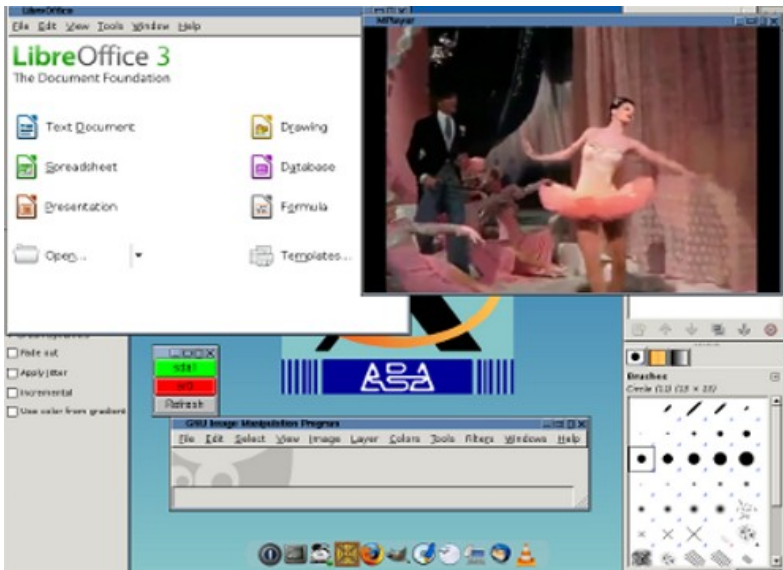 LibreOffice
File Edit View Tools Window Help
LibreOffice 3
The Document Foundation
Text Document
Drawing
Spreadsheet
Database
Presentation
Formula
Open...
Templates...
MPlayer
Fade out
Apply Jitter
Incremental
Use color from gradient
sda1
sr0
Refresh
GNU Image Manipulation Program
File Edit Select View Image Layer Colors Tools Filters Windows Help
Brushes